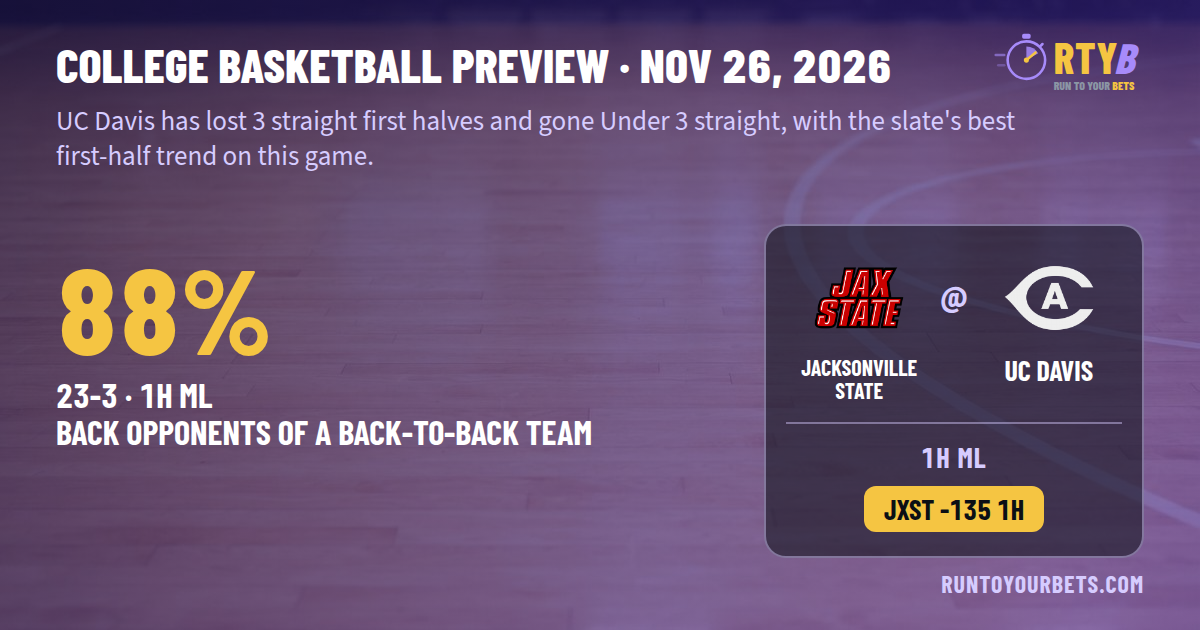 COLLEGE BASKETBALL PREVIEW · NOV 26, 2026
RTYB
RUN TO YOUR BETS
UC Davis has lost 3 straight first halves and gone Under 3 straight, with the slate's best
first-half trend on this game.
88%
23-3 · 1H ML
BACK OPPONENTS OF A BACK-TO-BACK TEAM
JAX
STATE
@
CA
JACKSONVILLE
STATE
UC DAVIS
1H ML
JXST -135 1H
RUNTOYOURBETS.COM